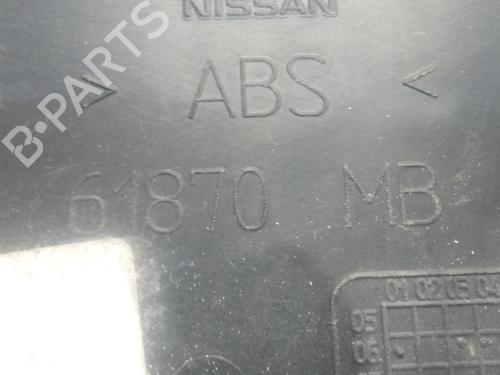 NISSAN
B-PARTS
> ABS <
61870 MB
01 02 03 04
05
06